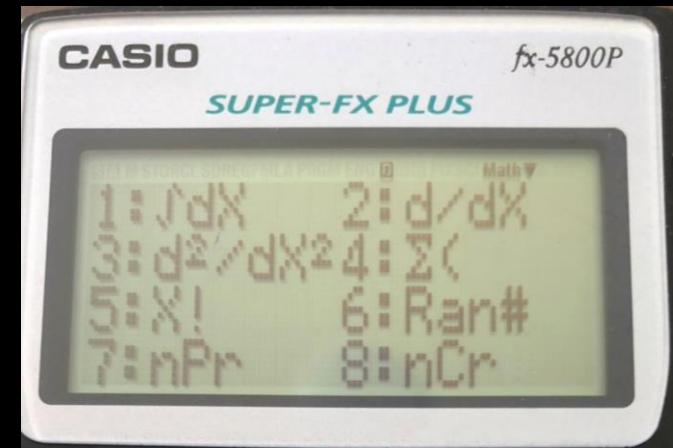 CASIO fx-5800P
SUPER-FX PLUS
Math▼
1:∫dX 2:d/dX
3:d²/dX² 4:Σ(
5:X! 6:Ran#
7:nPr 8:nCr